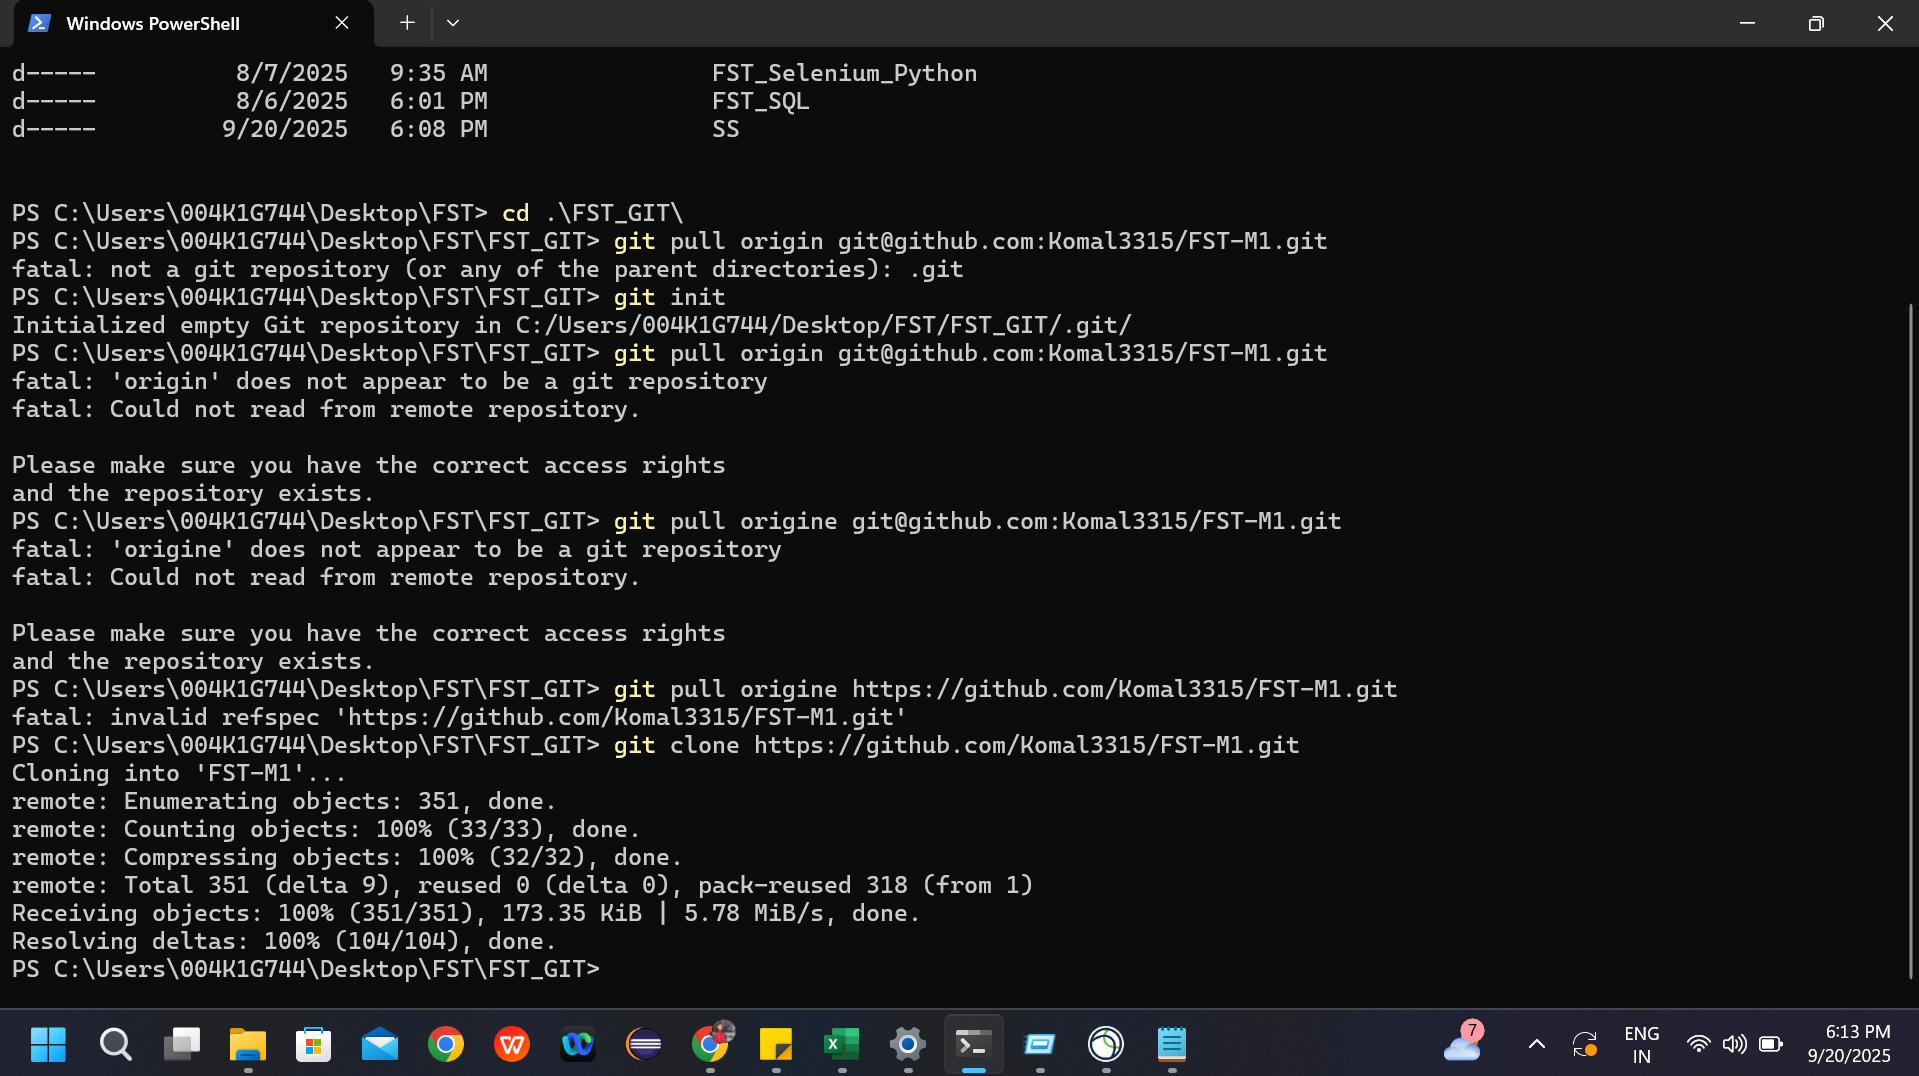 Windows PowerShell
d-----          8/7/2025   9:35 AM                FST_Selenium_Python
d-----          8/6/2025   6:01 PM                FST_SQL
d-----         9/20/2025   6:08 PM                SS
PS C:\Users\004K1G744\Desktop\FST> cd .\FST_GIT\
PS C:\Users\004K1G744\Desktop\FST\FST_GIT> git pull origin git@github.com:Komal3315/FST-M1.git
fatal: not a git repository (or any of the parent directories): .git
PS C:\Users\004K1G744\Desktop\FST\FST_GIT> git init
Initialized empty Git repository in C:/Users/004K1G744/Desktop/FST/FST_GIT/.git/
PS C:\Users\004K1G744\Desktop\FST\FST_GIT> git pull origin git@github.com:Komal3315/FST-M1.git
fatal: 'origin' does not appear to be a git repository
fatal: Could not read from remote repository.
Please make sure you have the correct access rights
and the repository exists.
PS C:\Users\004K1G744\Desktop\FST\FST_GIT> git pull origine git@github.com:Komal3315/FST-M1.git
fatal: 'origine' does not appear to be a git repository
fatal: Could not read from remote repository.
Please make sure you have the correct access rights
and the repository exists.
PS C:\Users\004K1G744\Desktop\FST\FST_GIT> git pull origine https://github.com/Komal3315/FST-M1.git
fatal: invalid refspec 'https://github.com/Komal3315/FST-M1.git'
PS C:\Users\004K1G744\Desktop\FST\FST_GIT> git clone https://github.com/Komal3315/FST-M1.git
Cloning into 'FST-M1'...
remote: Enumerating objects: 351, done.
remote: Counting objects: 100% (33/33), done.
remote: Compressing objects: 100% (32/32), done.
remote: Total 351 (delta 9), reused 0 (delta 0), pack-reused 318 (from 1)
Receiving objects: 100% (351/351), 173.35 KiB | 5.78 MiB/s, done.
Resolving deltas: 100% (104/104), done.
PS C:\Users\004K1G744\Desktop\FST\FST_GIT>
7
ENG
IN
6:13 PM
9/20/2025